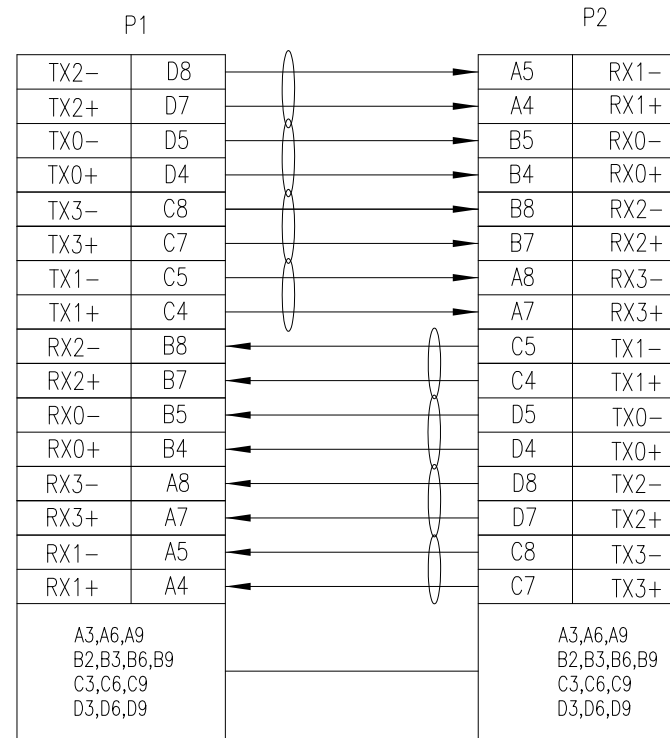 P1 P2
TX2- D8 A5 RX1-
TX2+ D7 A4 RX1+
TX0- D5 B5 RX0-
TX0+ D4 B4 RX0+
TX3- C8 B8 RX2-
TX3+ C7 B7 RX2+
TX1- C5 A8 RX3-
TX1+ C4 A7 RX3+
RX2- B8 C5 TX1-
RX2+ B7 C4 TX1+
RX0- B5 D5 TX0-
RX0+ B4 D4 TX0+
RX3- A8 D8 TX2-
RX3+ A7 D7 TX2+
RX1- A5 C8 TX3-
RX1+ A4 C7 TX3+
A3,A6,A9 A3,A6,A9
B2,B3,B6,B9 B2,B3,B6,B9
C3,C6,C9 C3,C6,C9
D3,D6,D9 D3,D6,D9